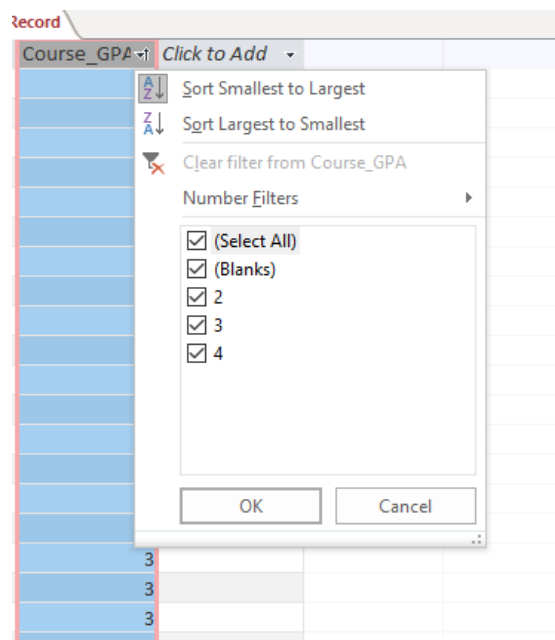 Record
Course_GPA Click to Add
Sort Smallest to Largest
Sort Largest to Smallest
Clear filter from Course_GPA
Number Filters
(Select All)
(Blanks)
2
3
4
OK Cancel
3
3
3